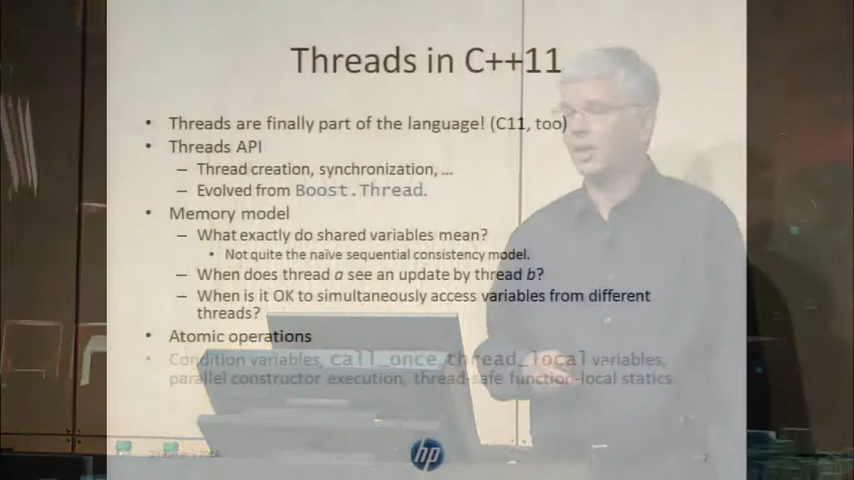 Threads in C++11
• Threads are finally part of the language! (C11, too)
• Threads API
– Thread creation, synchronization, ...
– Evolved from Boost.Thread.
• Memory model
– What exactly do shared variables mean?
• Not quite the naïve sequential consistency model.
– When does thread a see an update by thread b?
– When is it OK to simultaneously access variables from different
threads?
• Atomic operations
• Condition variables, call_once, thread_local variables,
parallel constructor execution, thread-safe function-local statics
hp